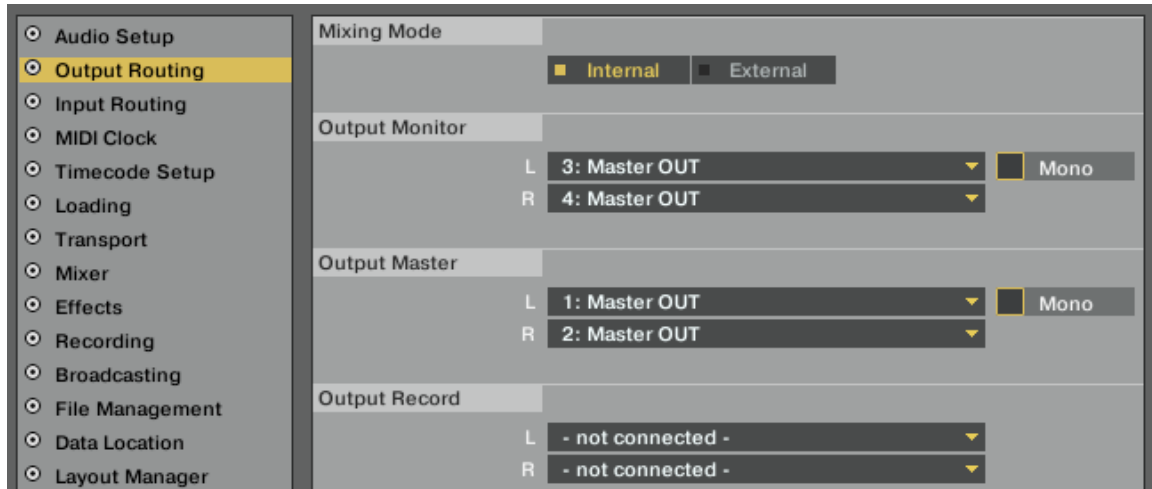 Audio Setup
Output Routing
Input Routing
MIDI Clock
Timecode Setup
Loading
Transport
Mixer
Effects
Recording
Broadcasting
File Management
Data Location
Layout Manager
Mixing Mode
Internal External
Output Monitor
L 3: Master OUT Mono
R 4: Master OUT
Output Master
L 1: Master OUT Mono
R 2: Master OUT
Output Record
L - not connected -
R - not connected -